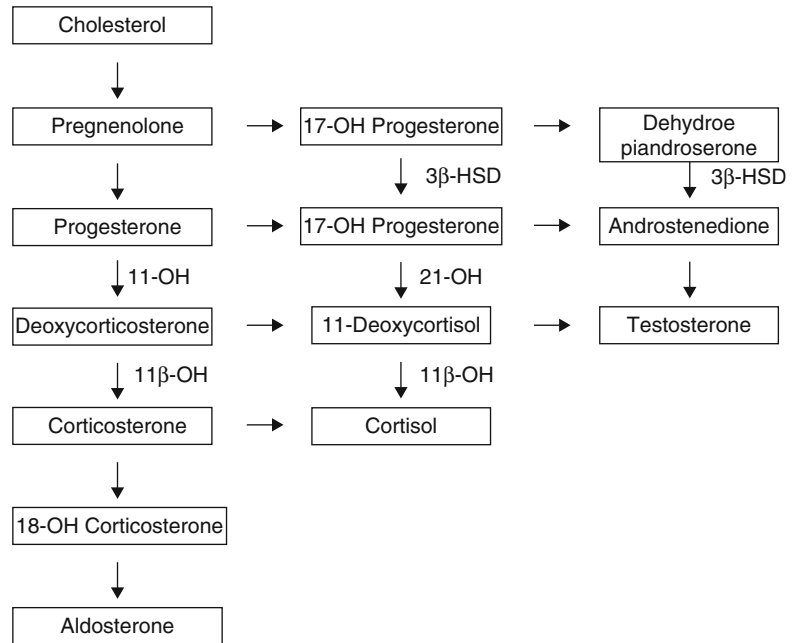 Cholesterol
Pregnenolone
17-OH Progesterone
Dehydroe
piandroserone
3β-HSD
3β-HSD
Progesterone
17-OH Progesterone
Androstenedione
11-OH
21-OH
Deoxycorticosterone
11-Deoxycortisol
Testosterone
11β-OH
11β-OH
Corticosterone
Cortisol
18-OH Corticosterone
Aldosterone